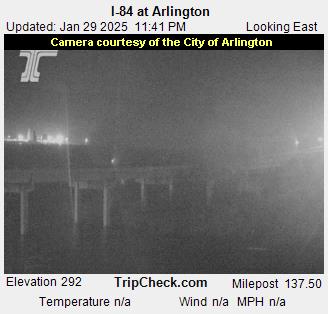 I-84 at Arlington
Updated: Jan 29 2025 11:41 PM Looking East
Camera courtesy of the City of Arlington
Elevation 292 TripCheck.com Milepost 137.50
Temperature n/a Wind n/a MPH n/a